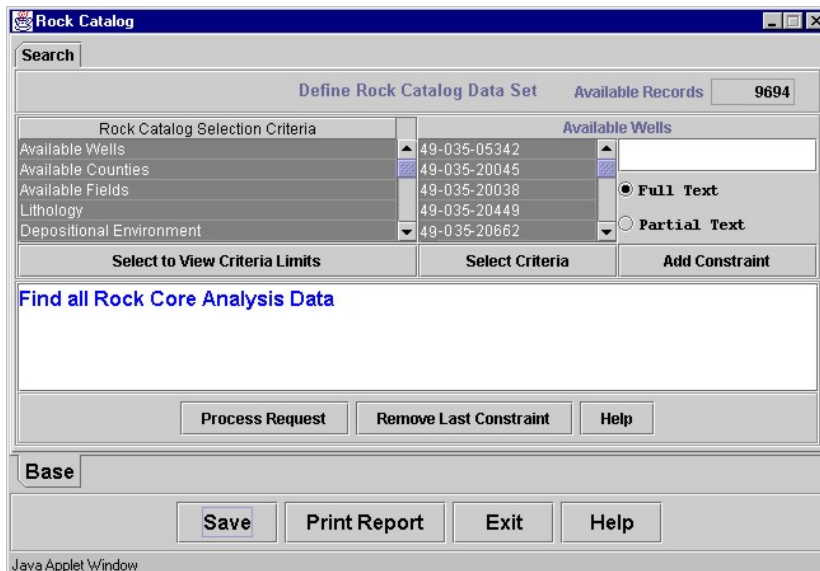 Rock Catalog
Search
Define Rock Catalog Data Set Available Records 9694
Rock Catalog Selection Criteria
Available Wells
Available Counties
Available Fields
Lithology
Depositional Environment
Available Wells
49-035-05342
49-035-20045
49-035-20038
49-035-20449
49-035-20662
Full Text
Partial Text
Select to View Criteria Limits Select Criteria Add Constraint
Find all Rock Core Analysis Data
Process Request Remove Last Constraint Help
Base
Save Print Report Exit Help
Java Applet Window